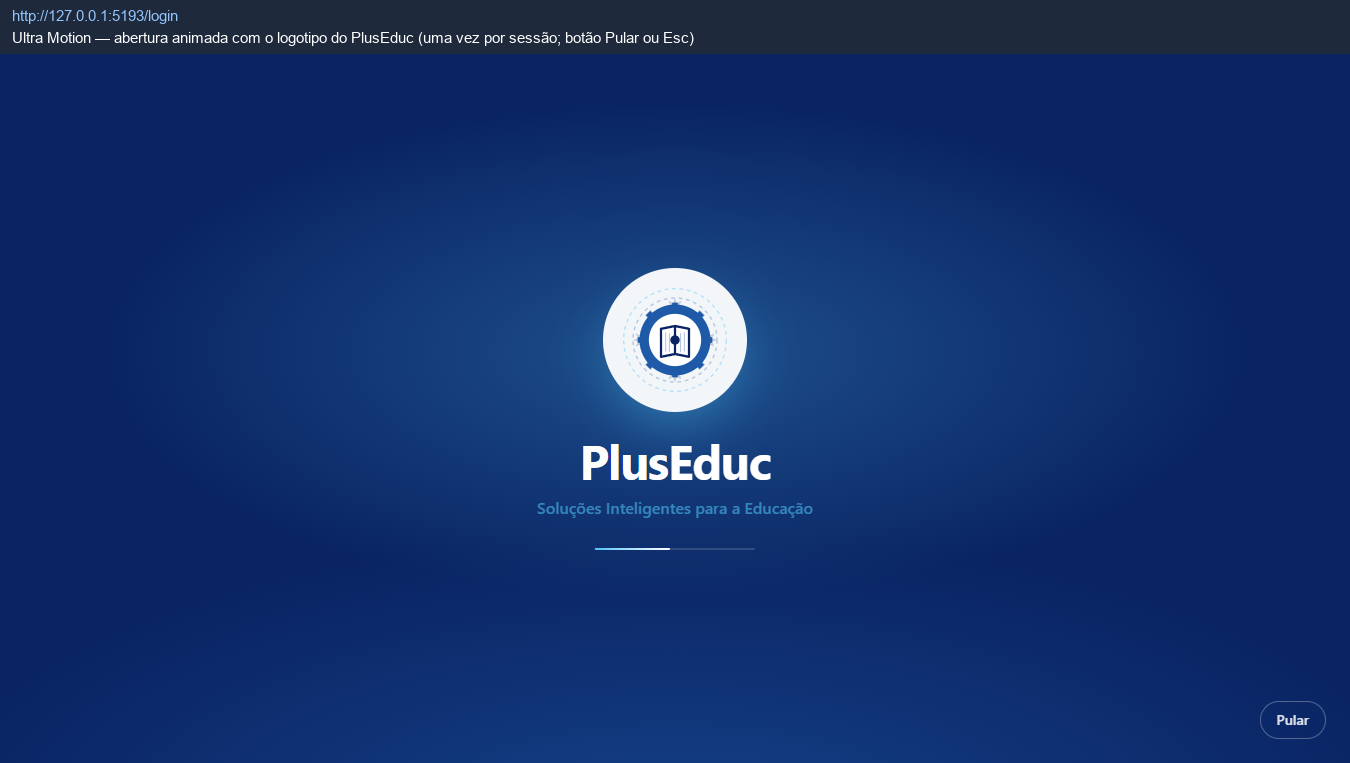 http://127.0.0.1:5193/login
Ultra Motion — abertura animada com o logotipo do PlusEduc (uma vez por sessão; botão Pular ou Esc)
PlusEduc
Soluções Inteligentes para a Educação
Pular